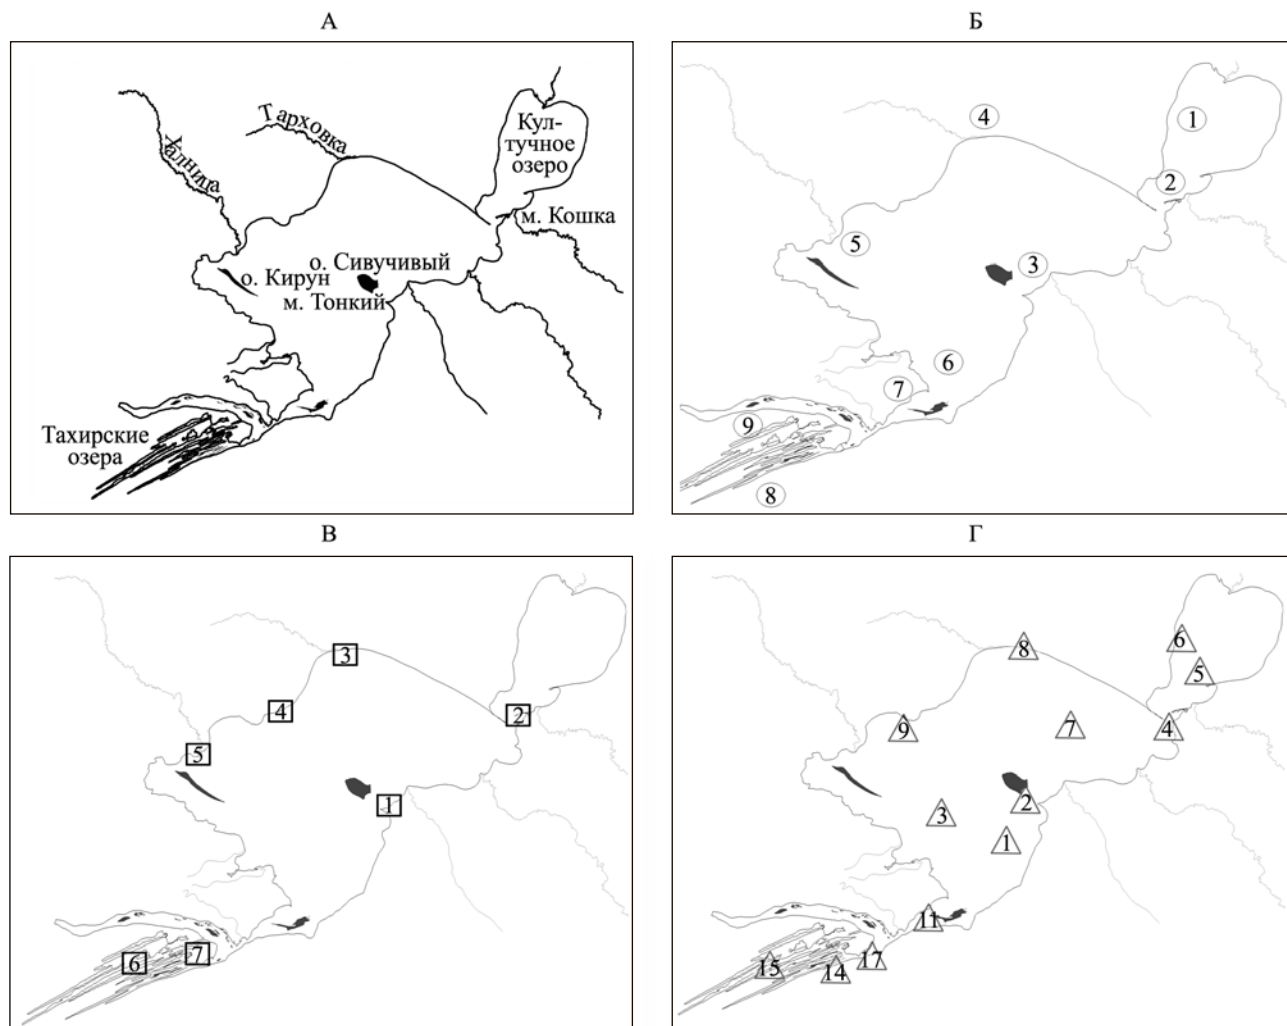 А
Тарховка
Халница
Кул-
тучное
озеро
м. Кошка
о. Сивучивый
о. Кирун
м. Тонкий
Тахирские
озера
Б
1
4
2
5
3
6
7
9
8
В
3
4
2
5
1
7
6
Г
6
8
5
9
7
4
2
3
1
11
17
15
14